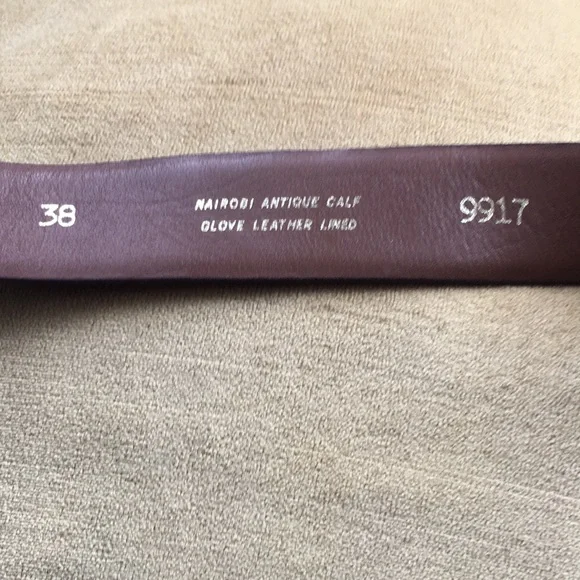 38
NAIROBI ANTIQUE CALF
GLOVE LEATHER LINED
9917